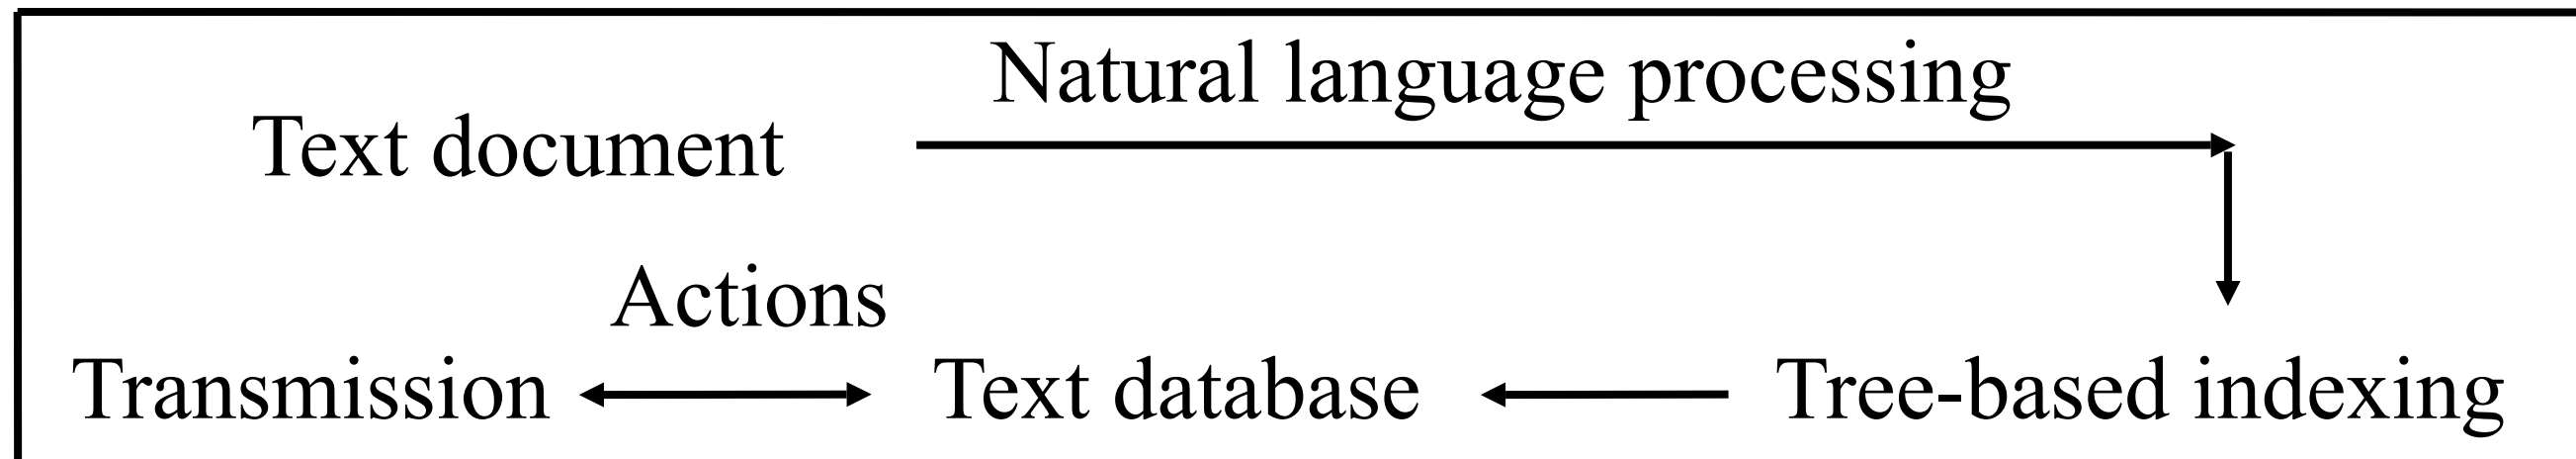 Natural language processing
Text document
Actions
Transmission
Text database
Tree-based indexing